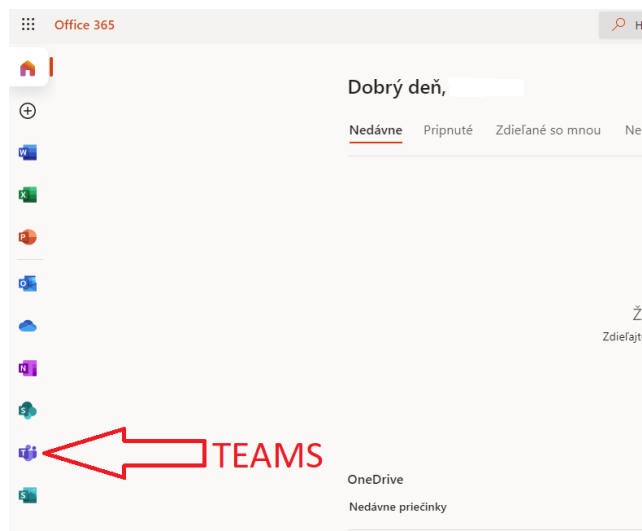 Office 365
Dobrý deň,
Nedávne Pripnuté Zdieľané so mnou
TEAMS
OneDrive
Nedávne priečinky